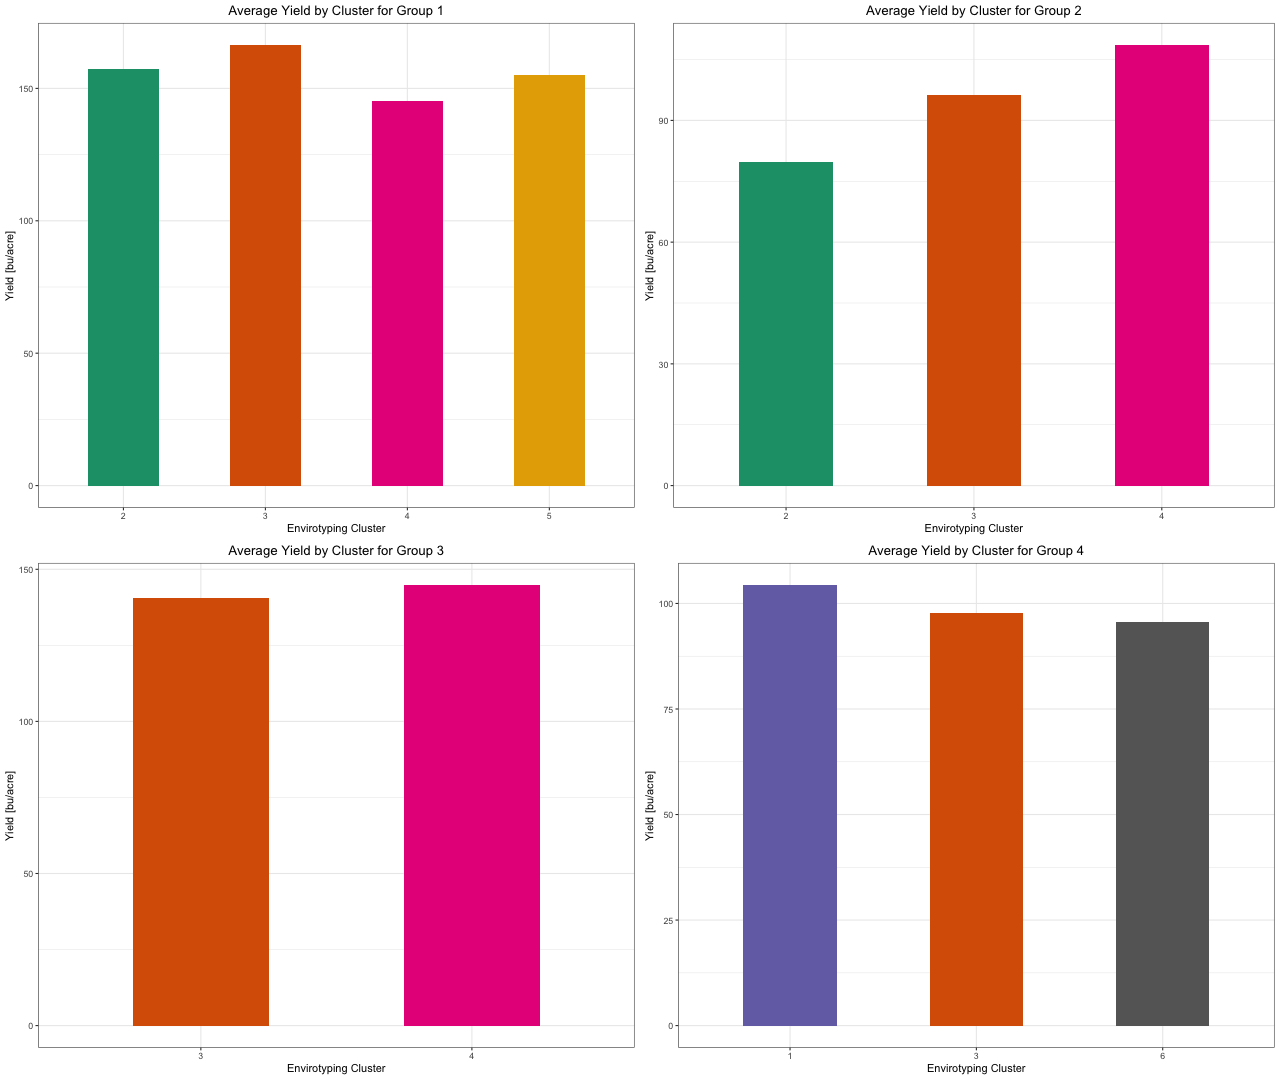 Average Yield by Cluster for Group 1
Yield [bu/acre]
150
100
50
0
2 3 4 5
Envirotyping Cluster
Average Yield by Cluster for Group 2
Yield [bu/acre]
90
60
30
0
2 3 4
Envirotyping Cluster
Average Yield by Cluster for Group 3
Yield [bu/acre]
150
100
50
0
3 4
Envirotyping Cluster
Average Yield by Cluster for Group 4
Yield [bu/acre]
100
75
50
25
0
1 3 6
Envirotyping Cluster